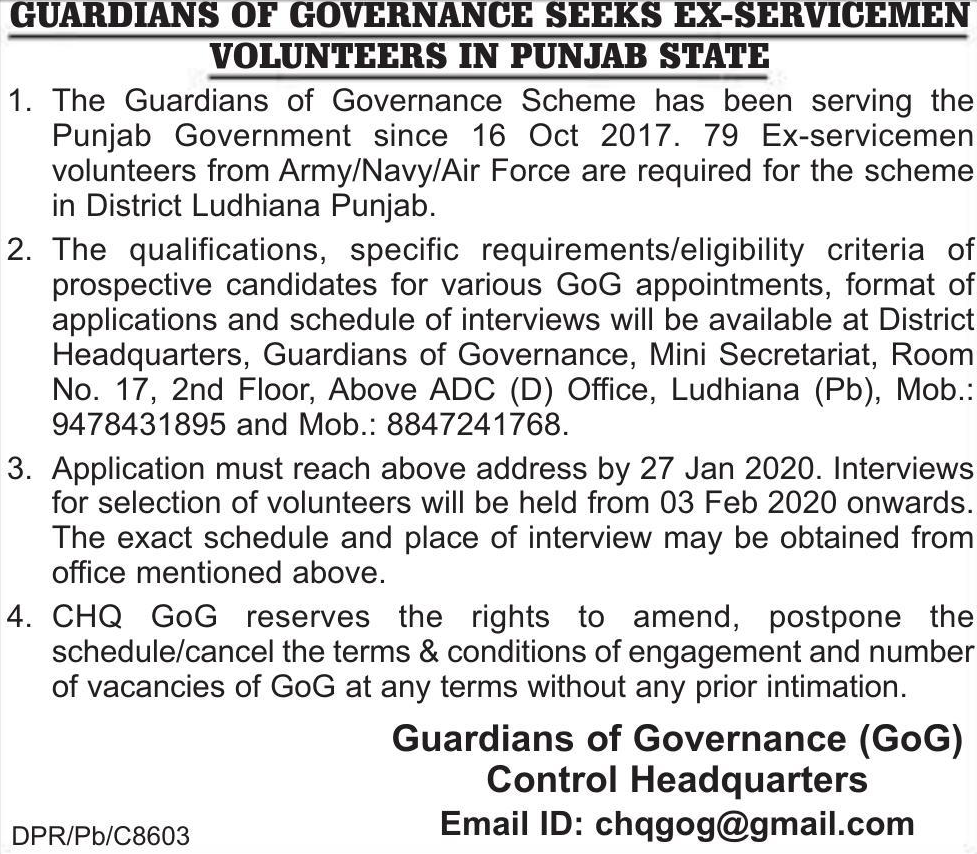 GUARDIANS OF GOVERNANCE SEEKS EX-SERVICEMEN
VOLUNTEERS IN PUNJAB STATE
1. The Guardians of Governance Scheme has been serving the
Punjab Government since 16 Oct 2017. 79 Ex-servicemen
volunteers from Army/Navy/Air Force are required for the scheme
in District Ludhiana Punjab.
2. The qualifications, specific requirements/eligibility criteria of
prospective candidates for various GoG appointments, format of
applications and schedule of interviews will be available at District
Headquarters, Guardians of Governance, Mini Secretariat, Room
No. 17, 2nd Floor, Above ADC (D) Office, Ludhiana (Pb), Mob.:
9478431895 and Mob.: 8847241768.
3. Application must reach above address by 27 Jan 2020. Interviews
for selection of volunteers will be held from 03 Feb 2020 onwards.
The exact schedule and place of interview may be obtained from
office mentioned above.
4. CHQ GoG reserves the rights to amend, postpone the
schedule/cancel the terms & conditions of engagement and number
of vacancies of GoG at any terms without any prior intimation.
Guardians of Governance (GoG)
Control Headquarters
Email ID: chqgog@gmail.com
DPR/Pb/C8603